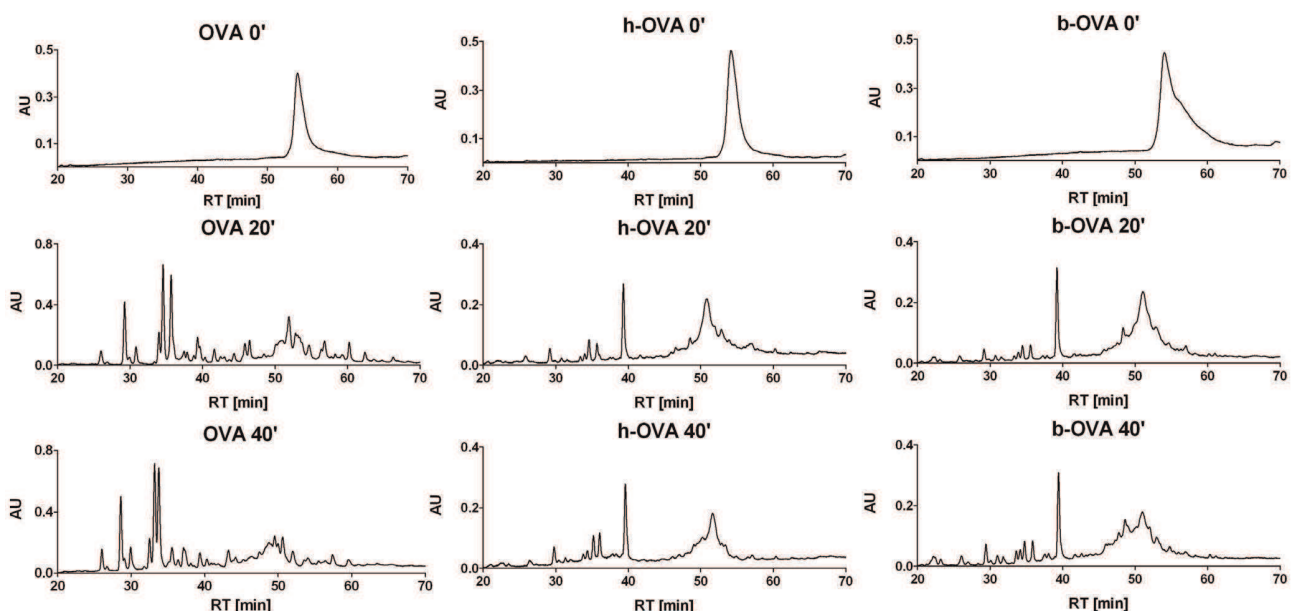 OVA 0'
0.5
0.3
0.1
AU
20 30 40 50 60 70
RT [min]
h-OVA 0'
0.5
0.3
0.1
AU
20 30 40 50 60 70
RT [min]
b-OVA 0'
0.5
0.3
0.1
AU
20 30 40 50 60 70
RT [min]
OVA 20'
0.8
0.4
0.0
AU
20 30 40 50 60 70
RT [min]
h-OVA 20'
0.4
0.2
0.0
AU
20 30 40 50 60 70
RT [min]
b-OVA 20'
0.4
0.2
0.0
AU
20 30 40 50 60 70
RT [min]
OVA 40'
0.8
0.4
0.0
AU
20 30 40 50 60 70
RT [min]
h-OVA 40'
0.4
0.2
0.0
AU
20 30 40 50 60 70
RT [min]
b-OVA 40'
0.4
0.2
0.0
AU
20 30 40 50 60 70
RT [min]